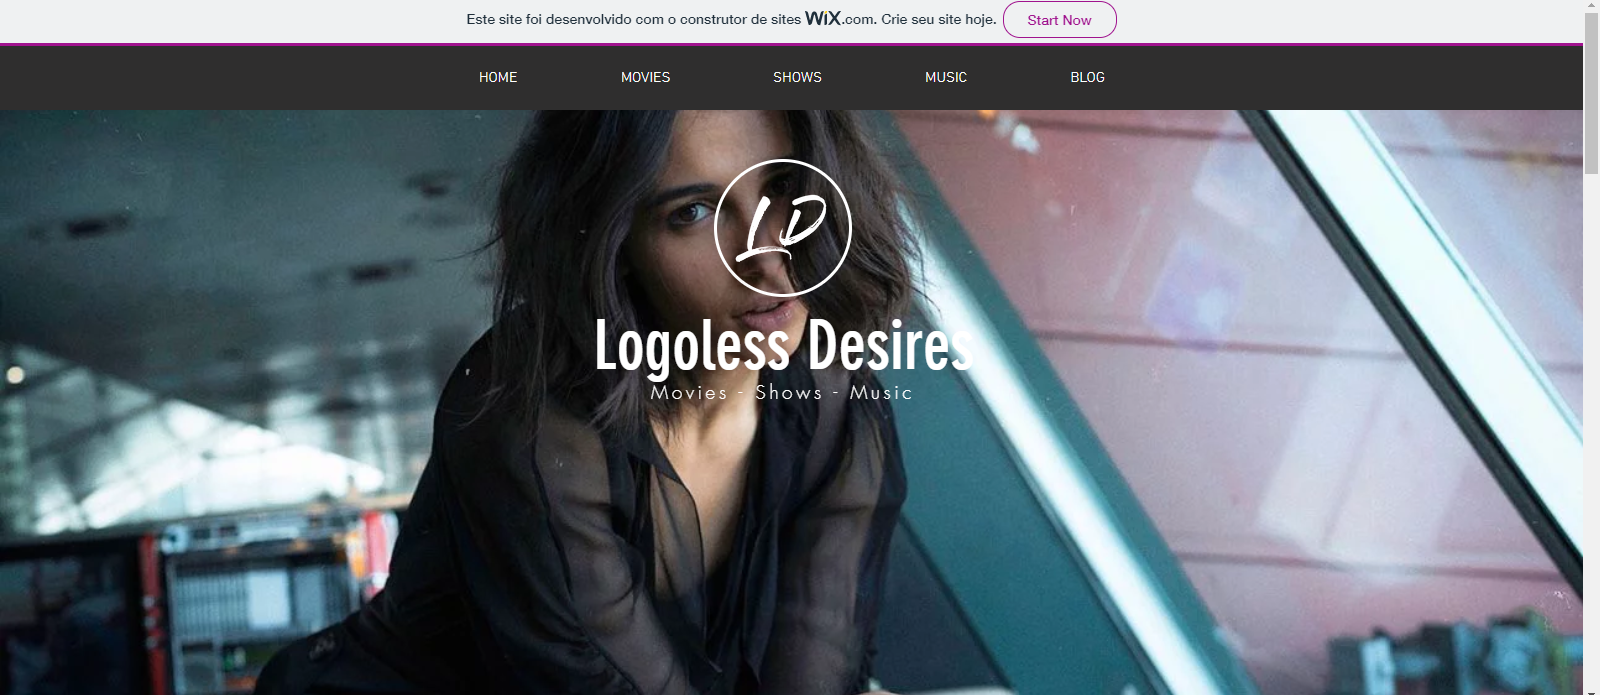 Este site foi desenvolvido com o construtor de sites WiX.com. Crie seu site hoje. Start Now
HOME MOVIES SHOWS MUSIC BLOG
LD
Logoless Desires
Movies - Shows - Music